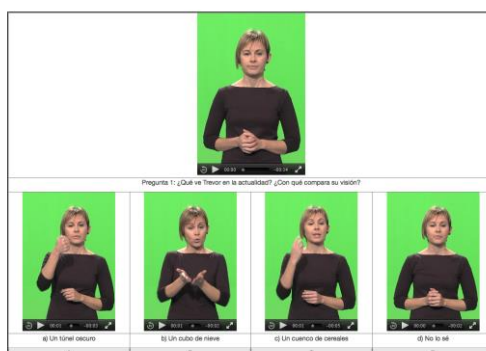 Pregunta 1: ¿Qué ve Trevor en la actualidad? ¿Con qué compara su visión?
a) Un túnel oscuro
b) Un cubo de nieve
c) Un cuenco de cereales
d) No lo sé